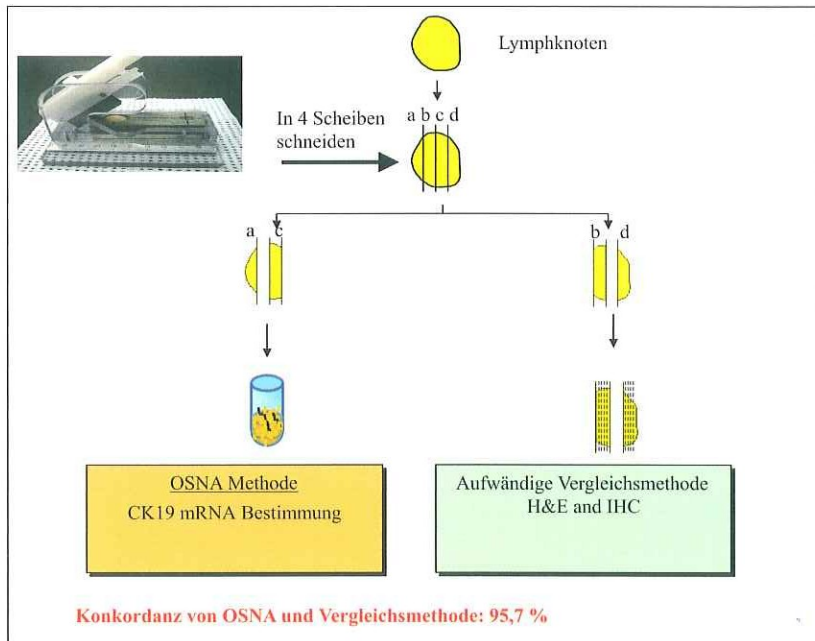 Lymphknoten
In 4 Scheiben
schneiden
a b c d
a c
b d
OSNA Methode
CK19 mRNA Bestimmung
Aufwändige Vergleichsmethode
H&E and IHC
Konkordanz von OSNA und Vergleichsmethode: 95,7 %